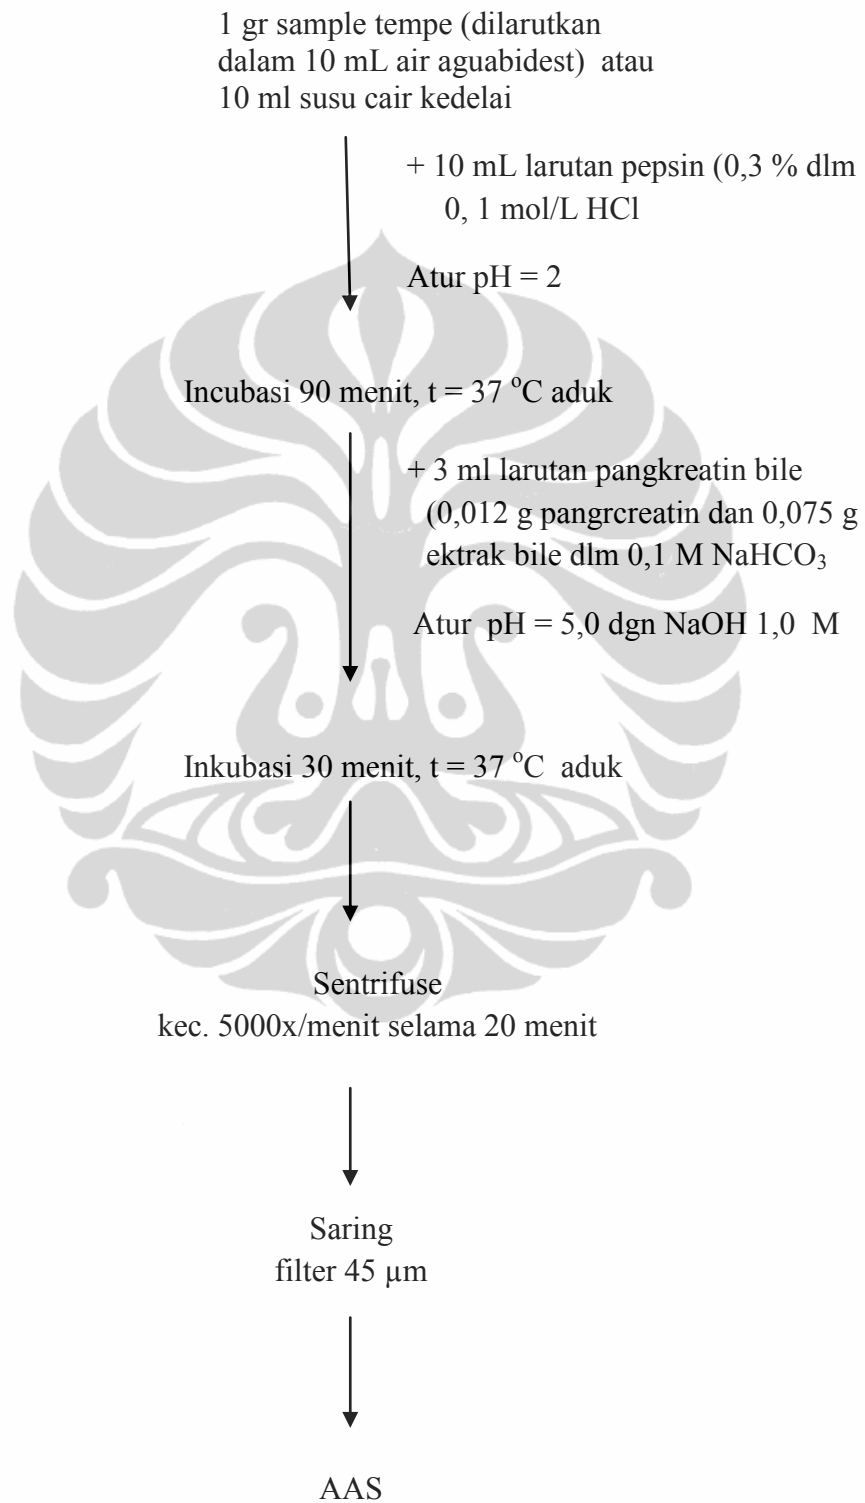 1 gr sample tempe (dilarutkan
dalam 10 mL air aguabidest)  atau
10 ml susu cair kedelai
+ 10 mL larutan pepsin (0,3 % dlm
0, 1 mol/L HCl
Atur pH = 2
Incubasi 90 menit, t = 37 °C aduk
+ 3 ml larutan pangkreatin bile
(0,012 g pangrcreatin dan 0,075 g
ektrak bile dlm 0,1 M NaHCO₃
Atur  pH = 5,0 dgn NaOH 1,0  M
Inkubasi 30 menit, t = 37 °C  aduk
Sentrifuse
kec. 5000x/menit selama 20 menit
Saring
filter 45 µm
AAS